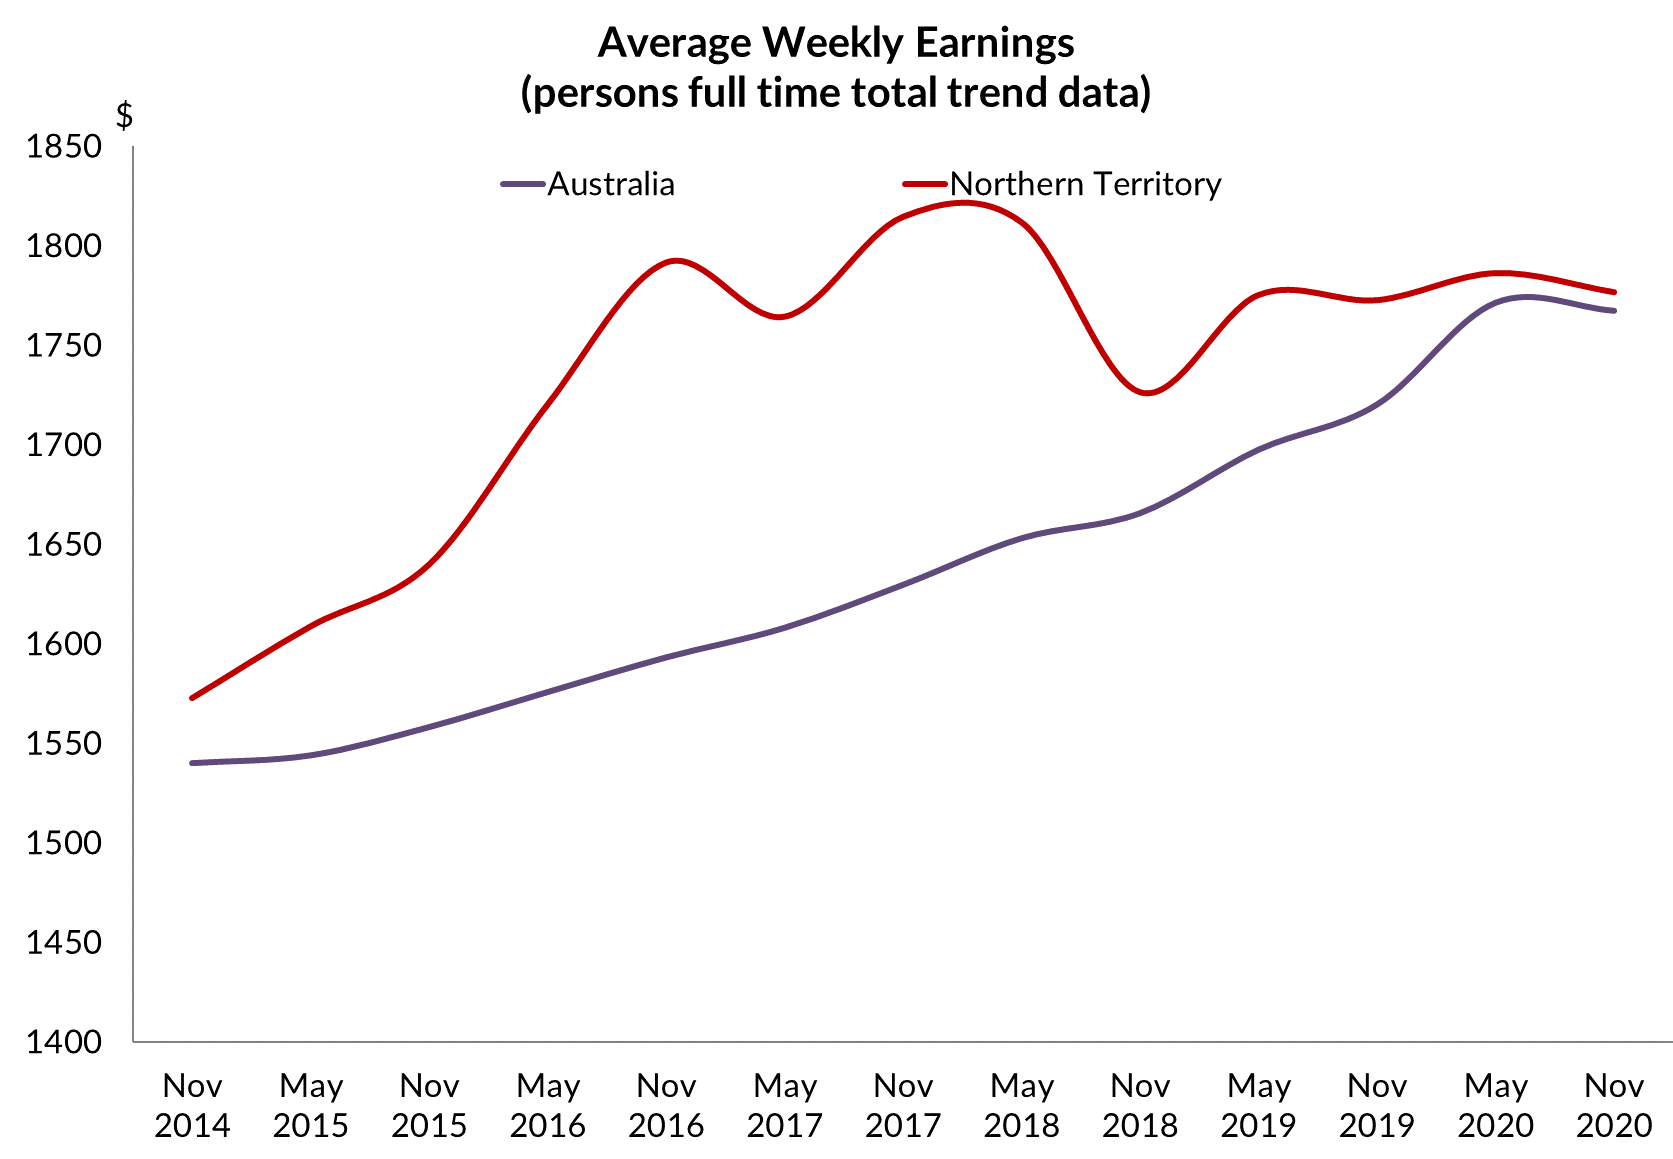 Average Weekly Earnings
(persons full time total trend data)
$
1850
Australia
Northern Territory
1800
1750
1700
1650
1600
1550
1500
1450
1400
Nov 2014
May 2015
Nov 2015
May 2016
Nov 2016
May 2017
Nov 2017
May 2018
Nov 2018
May 2019
Nov 2019
May 2020
Nov 2020